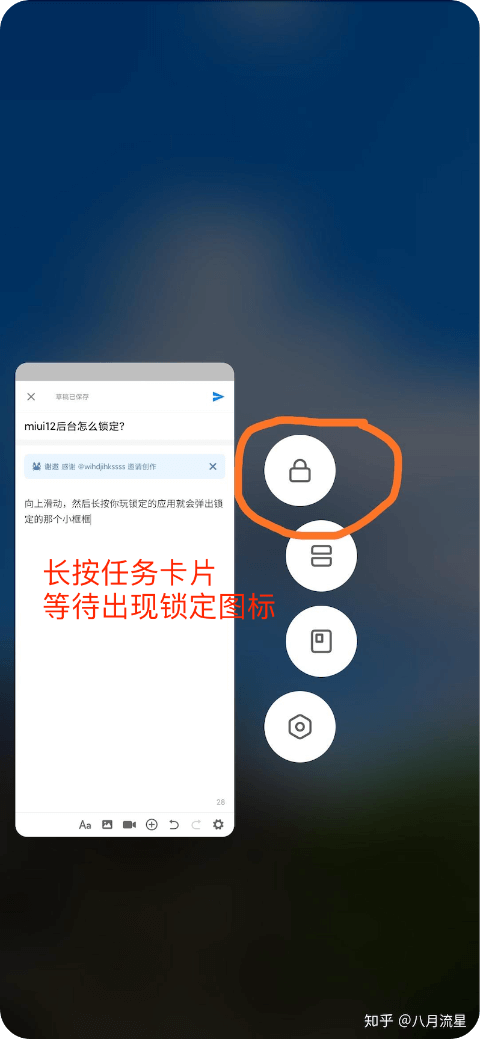 草稿已保存
miui12后台怎么锁定?
谢邀 感谢 @wihdjihkssss 邀请创作
向上滑动，然后长按你玩锁定的应用就会弹出锁
定的那个小框框
长按任务卡片
等待出现锁定图标
28
Aa
知乎 @八月流星